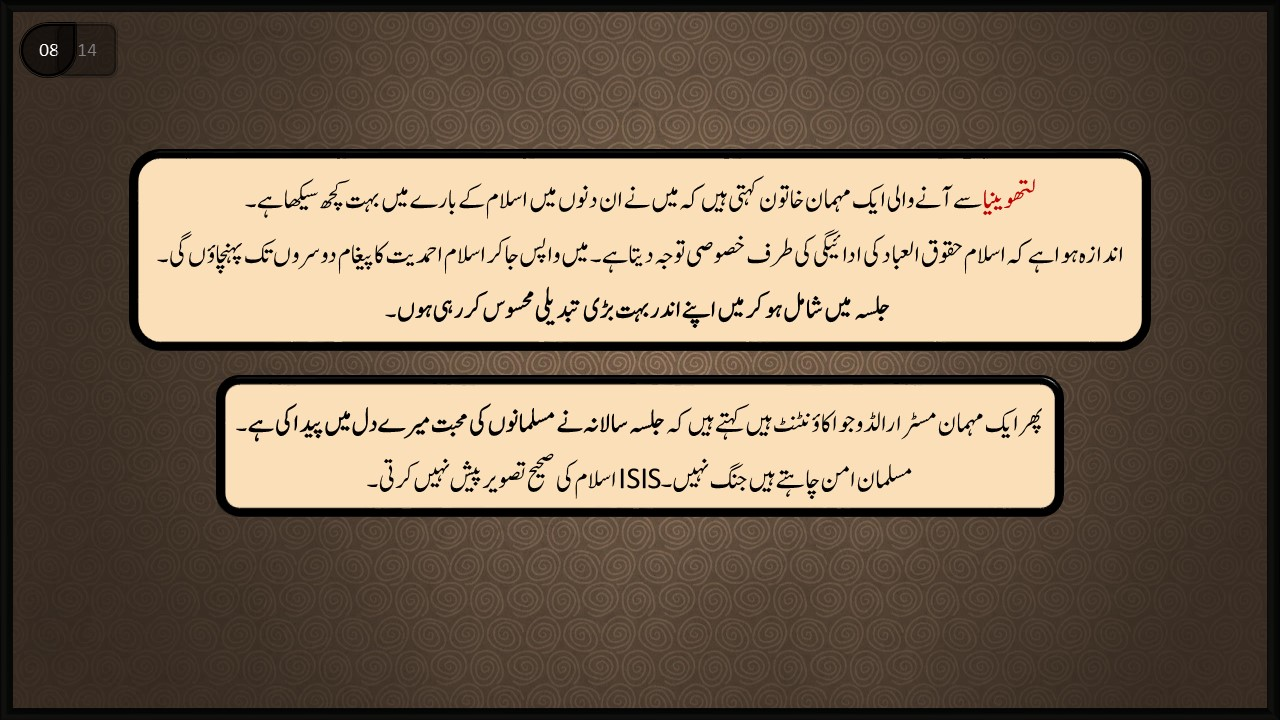 08 14
لتھوینیا سے آنے والی ایک مہمان خاتون کہتی ہیں کہ میں نے ان دنوں میں اسلام کے بارے میں بہت کچھ سیکھا ہے۔
اندازہ ہوا ہے کہ اسلام حقوق العباد کی ادائیگی کی طرف خصوصی توجہ دیتا ہے۔ میں واپس جا کر اسلام احمدیت کا پیغام دوسروں تک پہنچاؤں گی۔
جلسہ میں شامل ہو کر میں اپنے اندر بہت بڑی تبدیلی محسوس کر رہی ہوں۔
پھر ایک مہمان مسٹر ارالڈو جو اکاؤنٹنٹ ہیں کہتے ہیں کہ جلسہ سالانہ نے مسلمانوں کی محبت میرے دل میں پیدا کی ہے۔
مسلمان امن چاہتے ہیں جنگ نہیں۔ ISIS اسلام کی صحیح تصویر پیش نہیں کرتی۔